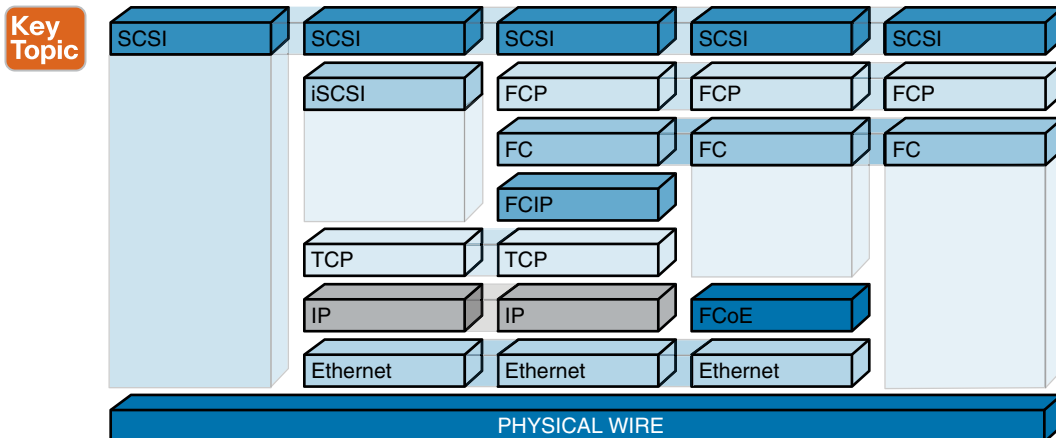 Key
Topic
SCSI SCSI SCSI SCSI SCSI
iSCSI FCP FCP FCP
FC FC FC
FCIP
TCP TCP
IP IP FCoE
Ethernet Ethernet Ethernet
PHYSICAL WIRE